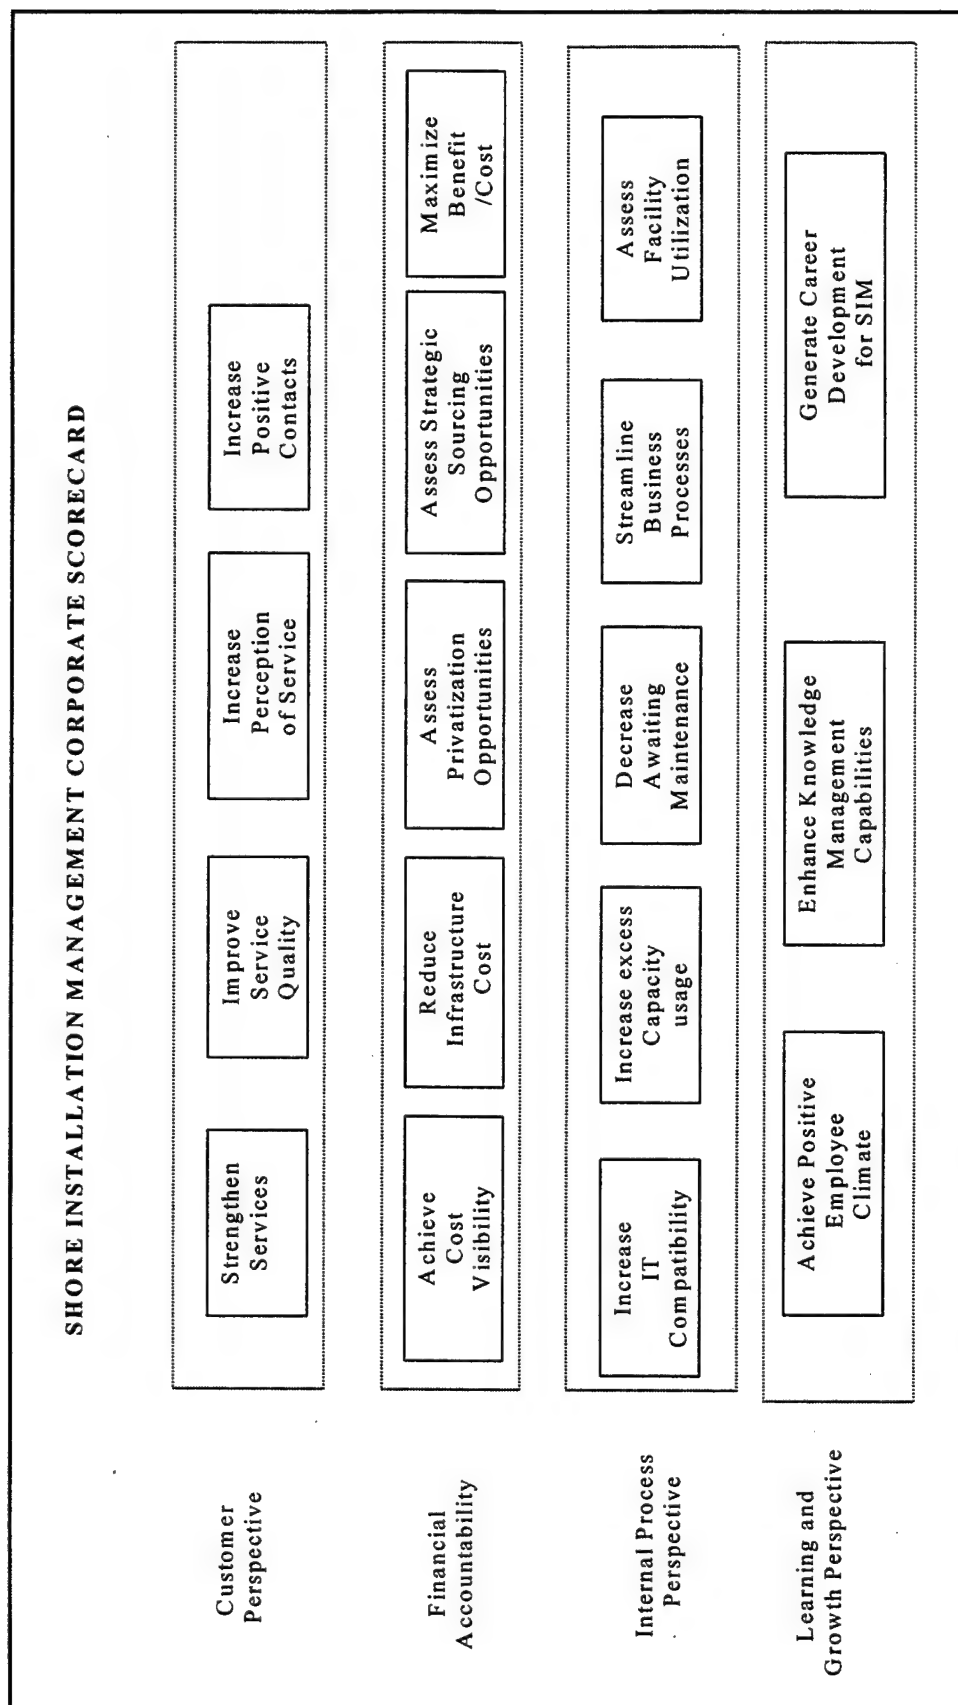 SHORE INSTALLATION MANAGEMENT CORPORATE SCORECARD
Customer
Perspective
Strengthen
Services
Improve
Service
Quality
Increase
Perception
of Service
Increase
Positive
Contacts
Financial
Accountability
Achieve
Cost
Visibility
Reduce
Infrastructure
Cost
Assess
Privatization
Opportunities
Assess Strategic
Sourcing
Opportunities
Maximize
Benefit
/Cost
Internal Process
Perspective
Increase
IT
Compatibility
Increase excess
Capacity
usage
Decrease
Awaiting
Maintenance
Streamline
Business
Processes
Assess
Facility
Utilization
Learning and
Growth Perspective
Achieve Positive
Employee
Climate
Enhance Knowledge
Management
Capabilities
Generate Career
Development
for SIM